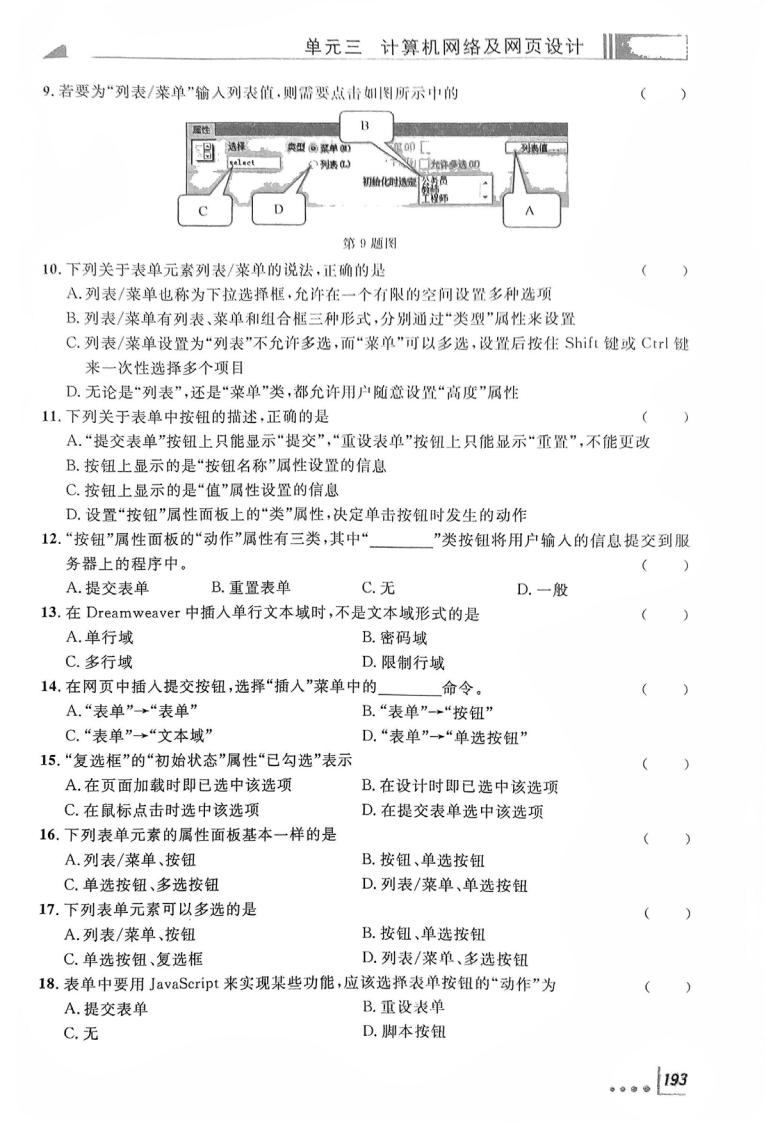 单元三 计算机网络及网页设计
9. 若要为“列表/菜单”输入列表值,则需要点击如图所示中的 ( )
属性
B
选择
类型 菜单(M)
列表值...
select
列表(L)
允许多选(V)
初始化时选定
公务员
教师
工程师
C
D
A
第 9 题图
10. 下列关于表单元素列表/菜单的说法,正确的是 ( )
A. 列表/菜单也称为下拉选择框,允许在一个有限的空间设置多种选项
B. 列表/菜单有列表、菜单和组合框三种形式,分别通过“类型”属性来设置
C. 列表/菜单设置为“列表”不允许多选,而“菜单”可以多选,设置后按住 Shift 键或 Ctrl 键
来一次性选择多个项目
D. 无论是“列表”,还是“菜单”类,都允许用户随意设置“高度”属性
11. 下列关于表单中按钮的描述,正确的是 ( )
A. “提交表单”按钮上只能显示“提交”,“重设表单”按钮上只能显示“重置”,不能更改
B. 按钮上显示的是“按钮名称”属性设置的信息
C. 按钮上显示的是“值”属性设置的信息
D. 设置“按钮”属性面板上的“类”属性,决定单击按钮时发生的动作
12. “按钮”属性面板的“动作”属性有三类,其中“________”类按钮将用户输入的信息提交到服
务器上的程序中。 ( )
A. 提交表单 B. 重置表单 C. 无 D. 一般
13. 在 Dreamweaver 中插入单行文本域时,不是文本域形式的是 ( )
A. 单行域 B. 密码域
C. 多行域 D. 限制行域
14. 在网页中插入提交按钮,选择“插入”菜单中的________命令。 ( )
A. “表单”→“表单” B. “表单”→“按钮”
C. “表单”→“文本域” D. “表单”→“单选按钮”
15. “复选框”的“初始状态”属性“已勾选”表示 ( )
A. 在页面加载时即已选中该选项 B. 在设计时即已选中该选项
C. 在鼠标点击时选中该选项 D. 在提交表单选中该选项
16. 下列表单元素的属性面板基本一样的是 ( )
A. 列表/菜单、按钮 B. 按钮、单选按钮
C. 单选按钮、多选按钮 D. 列表/菜单、单选按钮
17. 下列表单元素可以多选的是 ( )
A. 列表/菜单、按钮 B. 按钮、单选按钮
C. 单选按钮、复选框 D. 列表/菜单、多选按钮
18. 表单中要用 JavaScript 来实现某些功能,应该选择表单按钮的“动作”为 ( )
A. 提交表单 B. 重设表单
C. 无 D. 脚本按钮
193